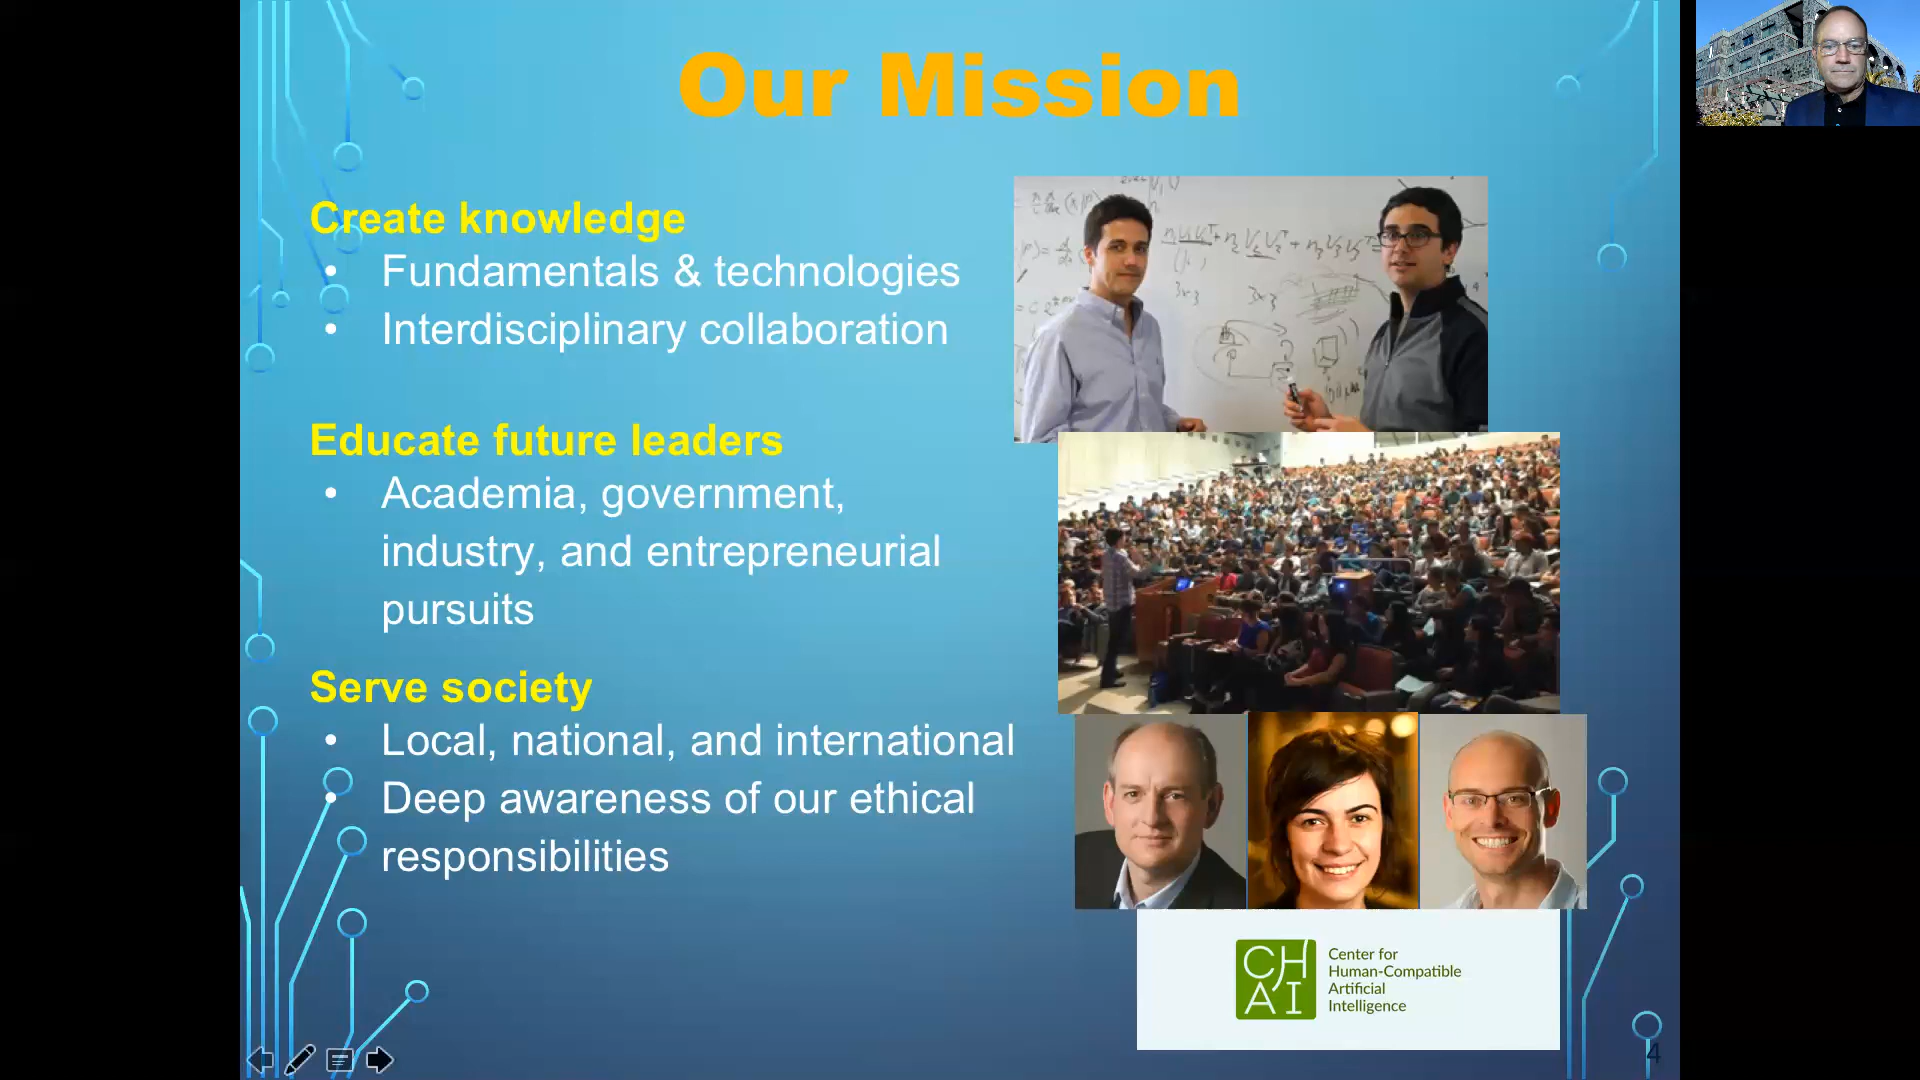 Our Mission
Create knowledge
• Fundamentals & technologies
• Interdisciplinary collaboration
Educate future leaders
• Academia, government,
industry, and entrepreneurial
pursuits
Serve society
• Local, national, and international
• Deep awareness of our ethical
responsibilities
CH
AI
Center for
Human-Compatible
Artificial
Intelligence
4